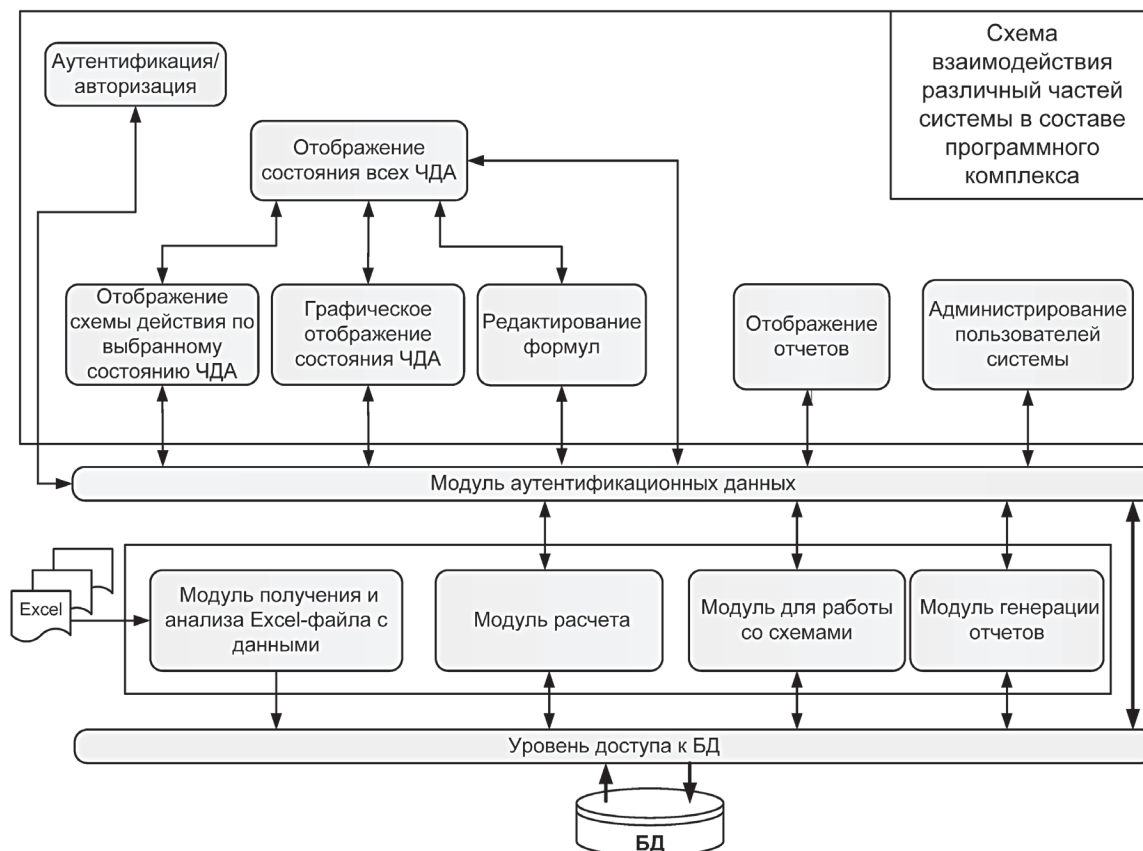 Схема
взаимодействия
различный частей
системы в составе
программного
комплекса
Аутентификация/
авторизация
Отображение
состояния всех ЧДА
Отображение
схемы действия по
выбранному
состоянию ЧДА
Графическое
отображение
состояния ЧДА
Редактирование
формул
Отображение
отчетов
Администрирование
пользователей
системы
Модуль аутентификационных данных
Excel
Модуль получения и
анализа Excel-файла с
данными
Модуль расчета
Модуль для работы
со схемами
Модуль генерации
отчетов
Уровень доступа к БД
БД